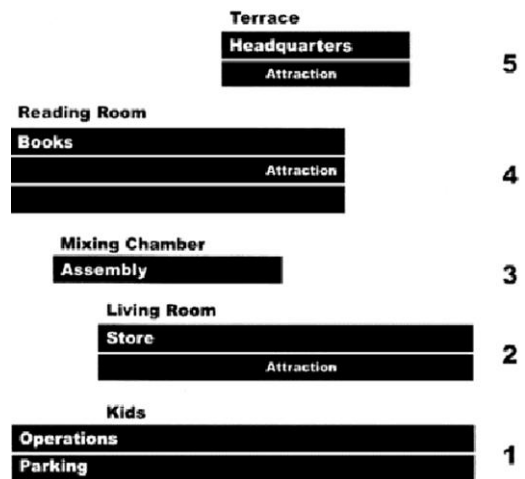 Terrace
Headquarters
Attraction
5
Reading Room
Books
Attraction
4
Mixing Chamber
Assembly
3
Living Room
Store
Attraction
2
Kids
Operations
Parking
1